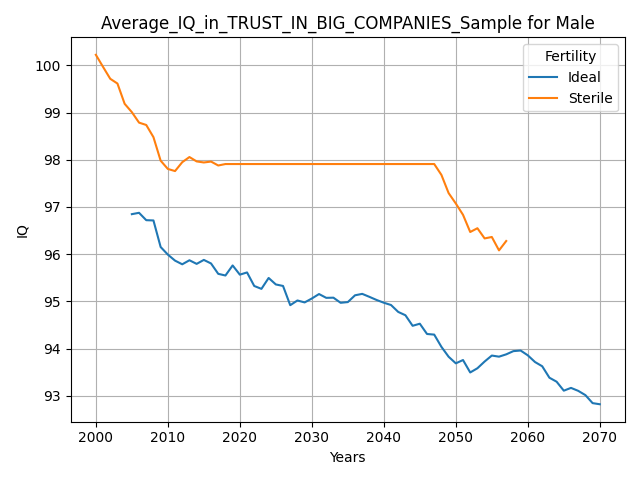 Average_IQ_in_TRUST_IN_BIG_COMPANIES_Sample for Male
Fertility
Ideal
Sterile
IQ
100
99
98
97
96
95
94
93
2000 2010 2020 2030 2040 2050 2060 2070
Years